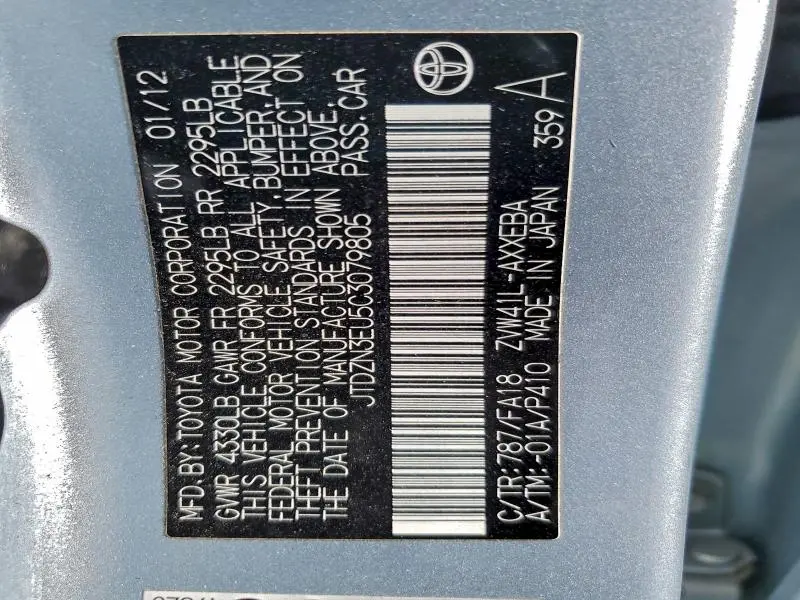 MFD. BY: TOYOTA MOTOR CORPORATION 01/12
GVWR 4330LB GAWR FR 2295LB RR 2295LB
THIS VEHICLE CONFORMS TO ALL APPLICABLE
FEDERAL MOTOR VEHICLE SAFETY, BUMPER, AND
THEFT PREVENTION STANDARDS IN EFFECT ON
THE DATE OF MANUFACTURE SHOWN ABOVE.
JTDZN3EU5C3079805 PASS. CAR
C/TR: 787/FA18 ZVW41L-AXXEBA
A/TM: -01A/P410 MADE IN JAPAN 359 A